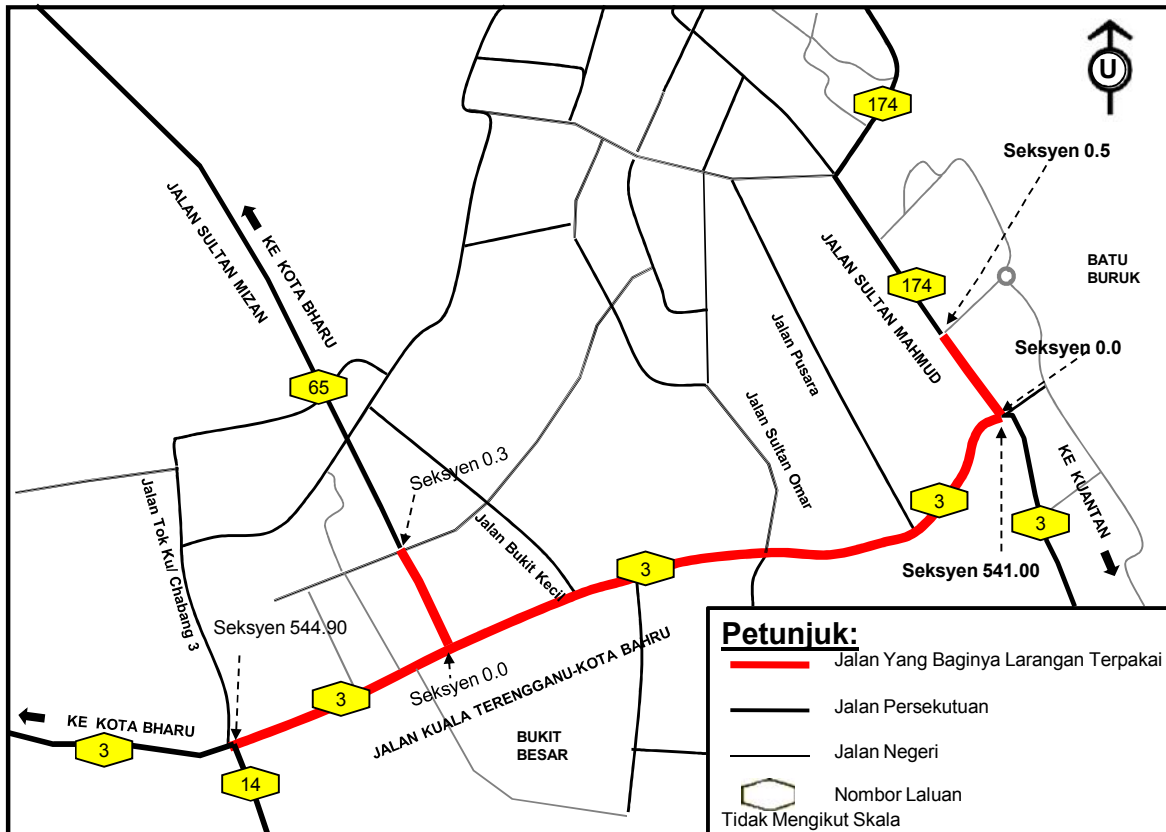 U
174
Seksyen 0.5
JALAN SULTAN MIZAN
KE KOTA BHARU
JALAN SULTAN MAHMUD
BATU
BURUK
174
Jalan Pusara
Seksyen 0.0
65
Jalan Sultan Omar
Seksyen 0.3
KE KUANTAN
Jalan Tok Ku/ Chabang 3
Jalan Bukit Kecil
3
3
3
Seksyen 541.00
Seksyen 544.90
Seksyen 0.0
3
JALAN KUALA TERENGGANU-KOTA BAHRU
KE KOTA BHARU
3
BUKIT
BESAR
14
Petunjuk:
Jalan Yang Baginya Larangan Terpakai
Jalan Persekutuan
Jalan Negeri
Nombor Laluan
Tidak Mengikut Skala